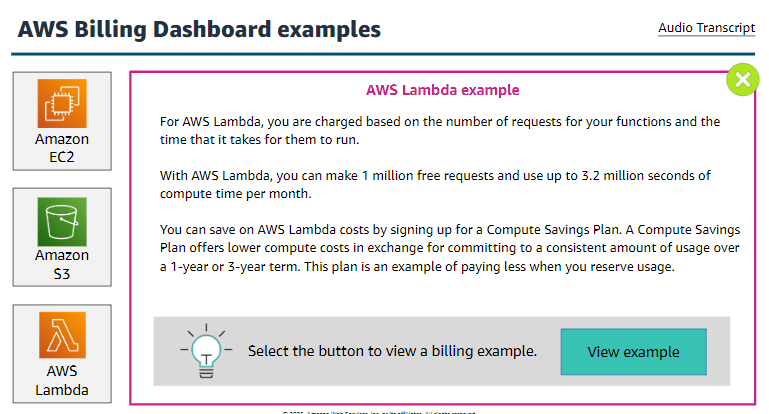 AWS Billing Dashboard examples
Audio Transcript
Amazon
EC2
Amazon
S3
AWS
Lambda
AWS Lambda example
For AWS Lambda, you are charged based on the number of requests for your functions and the
time that it takes for them to run.
With AWS Lambda, you can make 1 million free requests and use up to 3.2 million seconds of
compute time per month.
You can save on AWS Lambda costs by signing up for a Compute Savings Plan. A Compute Savings
Plan offers lower compute costs in exchange for committing to a consistent amount of usage over
a 1-year or 3-year term. This plan is an example of paying less when you reserve usage.
Select the button to view a billing example.
View example